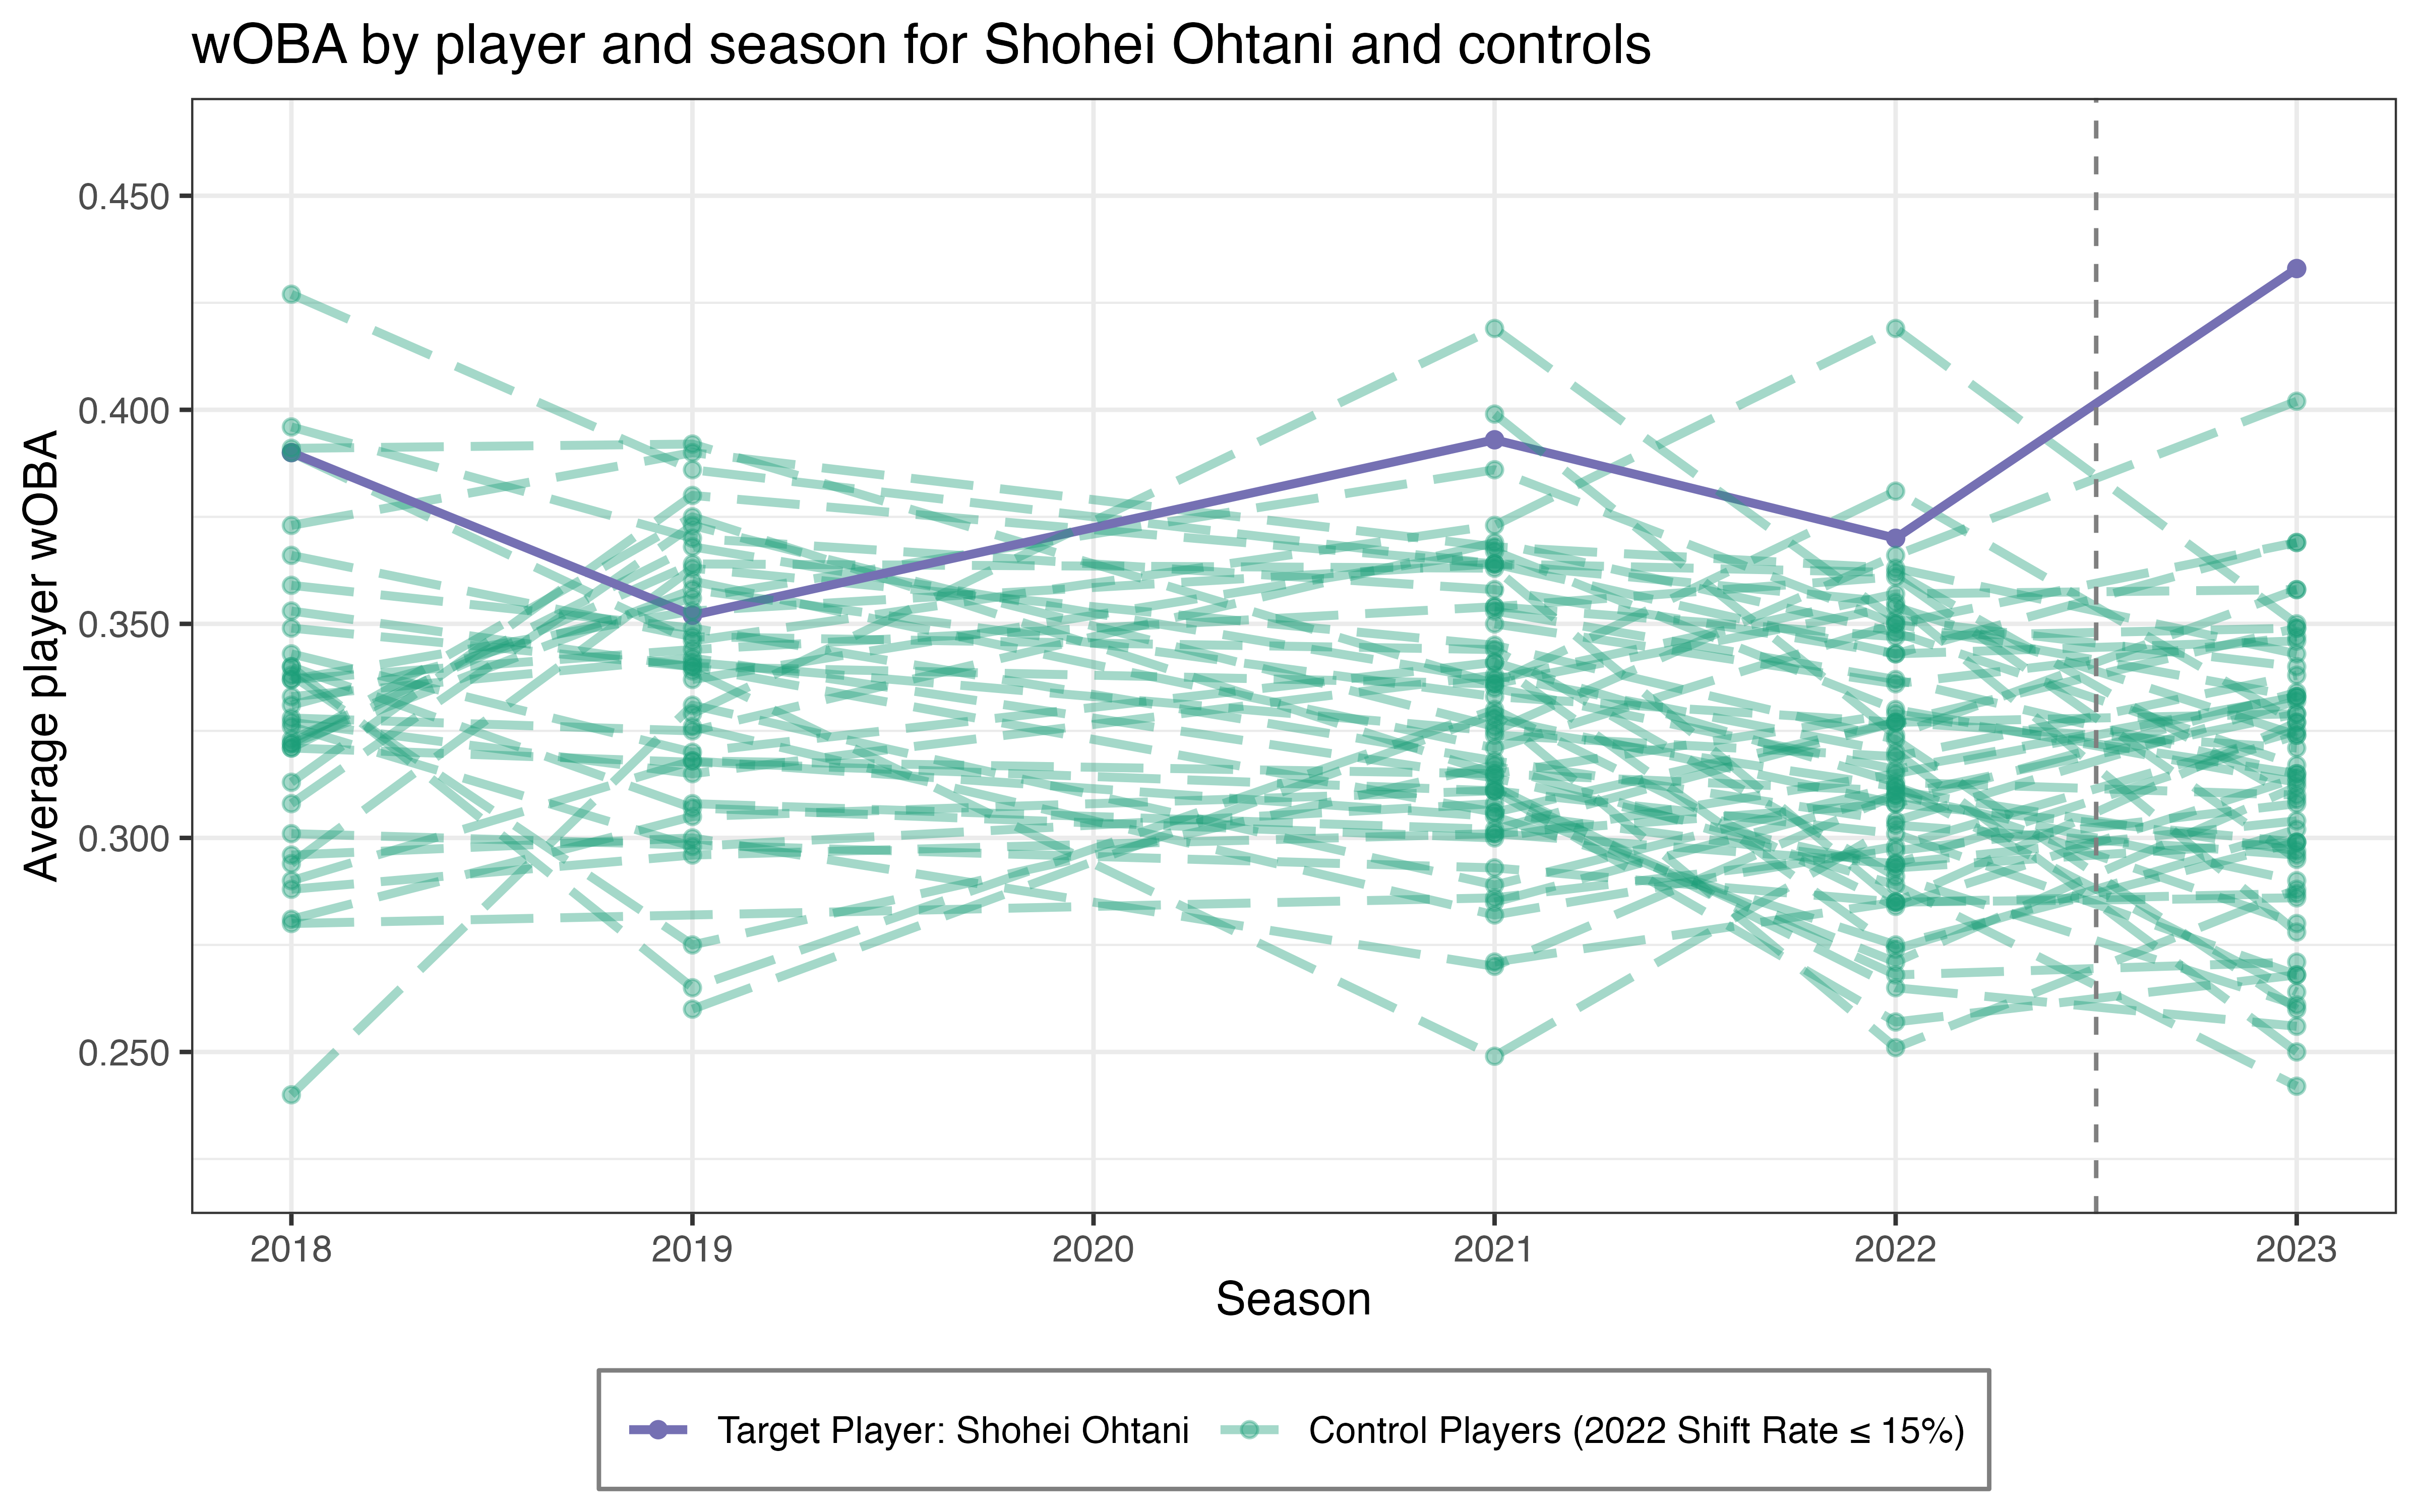 wOBA by player and season for Shohei Ohtani and controls
Average player wOBA
0.450
0.400
0.350
0.300
0.250
2018 2019 2020 2021 2022 2023
Season
Target Player: Shohei Ohtani Control Players (2022 Shift Rate ≤ 15%)